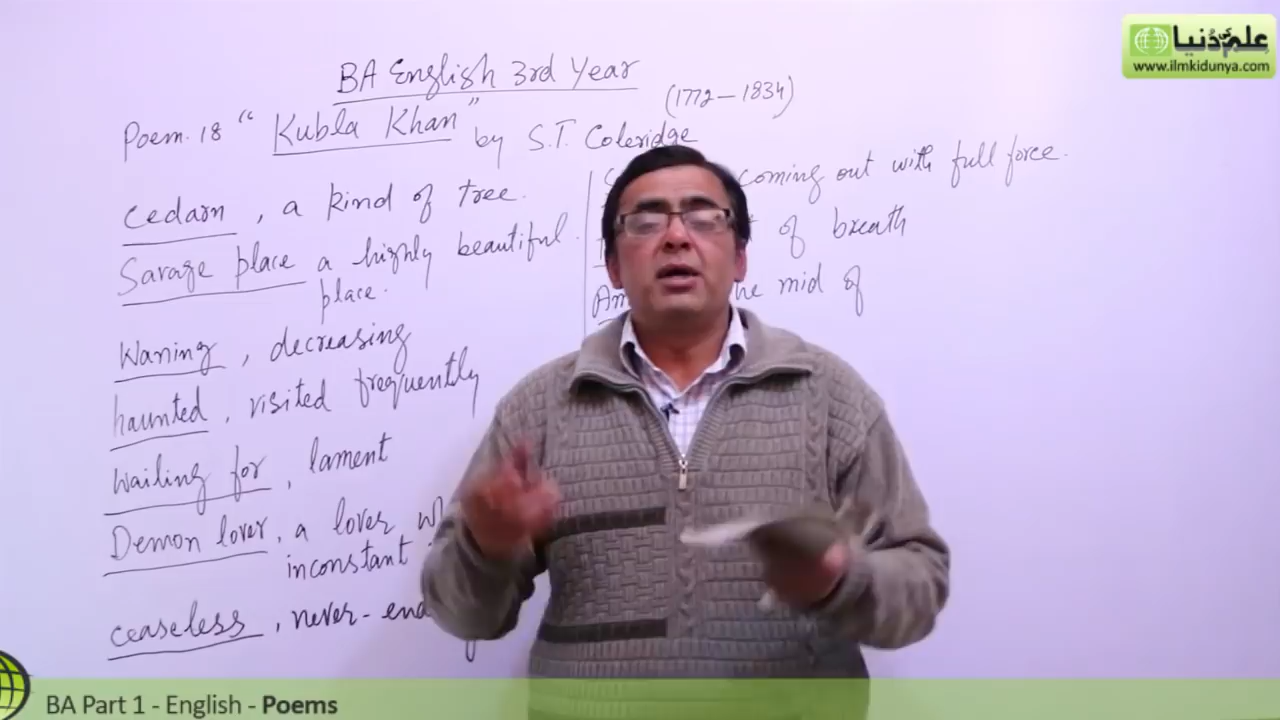 علم کی دُنیا
www.ilmkidunya.com
BA English 3rd Year
Poem. 18 " Kubla Khan " by S.T. Coleridge (1772 - 1834)
Cedarn , a kind of tree.
Savage place a highly beautiful
place.
Waning , decreasing
haunted , visited frequently
Wailing for , lament
Demon lover , a lover
inconstant
ceaseless , never-end
coming out with full force.
of breath
mid of
BA Part 1 - English - Poems